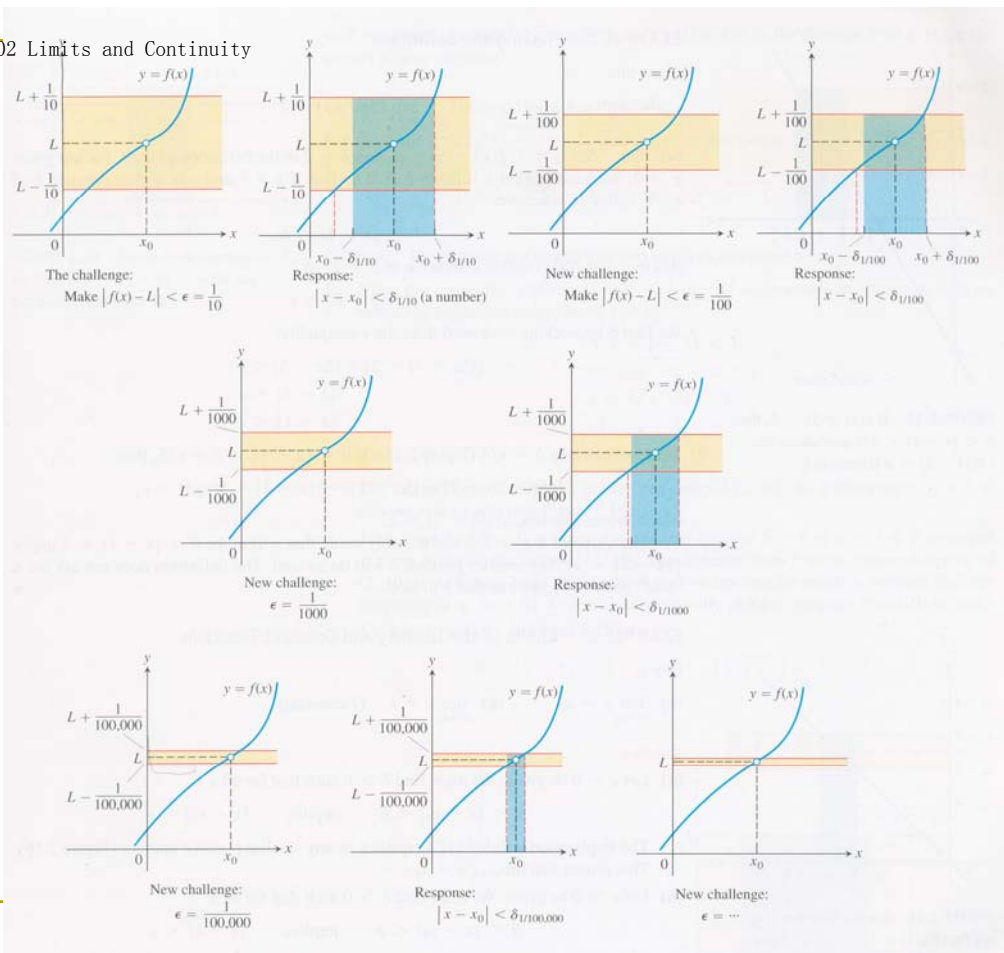 02 Limits and Continuity
y
y = f(x)
L + 1/10
L
L − 1/10
0
x₀
x
The challenge:
Make |f(x) − L| < ϵ = 1/10
y
y = f(x)
L + 1/10
L
L − 1/10
0
x₀
x
x₀ − δ₁/₁₀
x₀ + δ₁/₁₀
Response:
|x − x₀| < δ₁/₁₀ (a number)
y
y = f(x)
L + 1/100
L
L − 1/100
0
x₀
x
New challenge:
Make |f(x) − L| < ϵ = 1/100
y
y = f(x)
L + 1/100
L
L − 1/100
0
x₀
x
x₀ − δ₁/₁₀₀
x₀ + δ₁/₁₀₀
Response:
|x − x₀| < δ₁/₁₀₀
y
y = f(x)
L + 1/1000
L
L − 1/1000
0
x₀
x
New challenge:
ϵ = 1/1000
y
y = f(x)
L + 1/1000
L
L − 1/1000
0
x₀
x
Response:
|x − x₀| < δ₁/₁₀₀₀
y
y = f(x)
L + 1/100,000
L
L − 1/100,000
0
x₀
x
New challenge:
ϵ = 1/100,000
y
y = f(x)
L + 1/100,000
L
L − 1/100,000
0
x₀
x
Response:
|x − x₀| < δ₁/₁₀₀,₀₀₀
y
y = f(x)
L
0
x₀
x
New challenge:
ϵ = ···